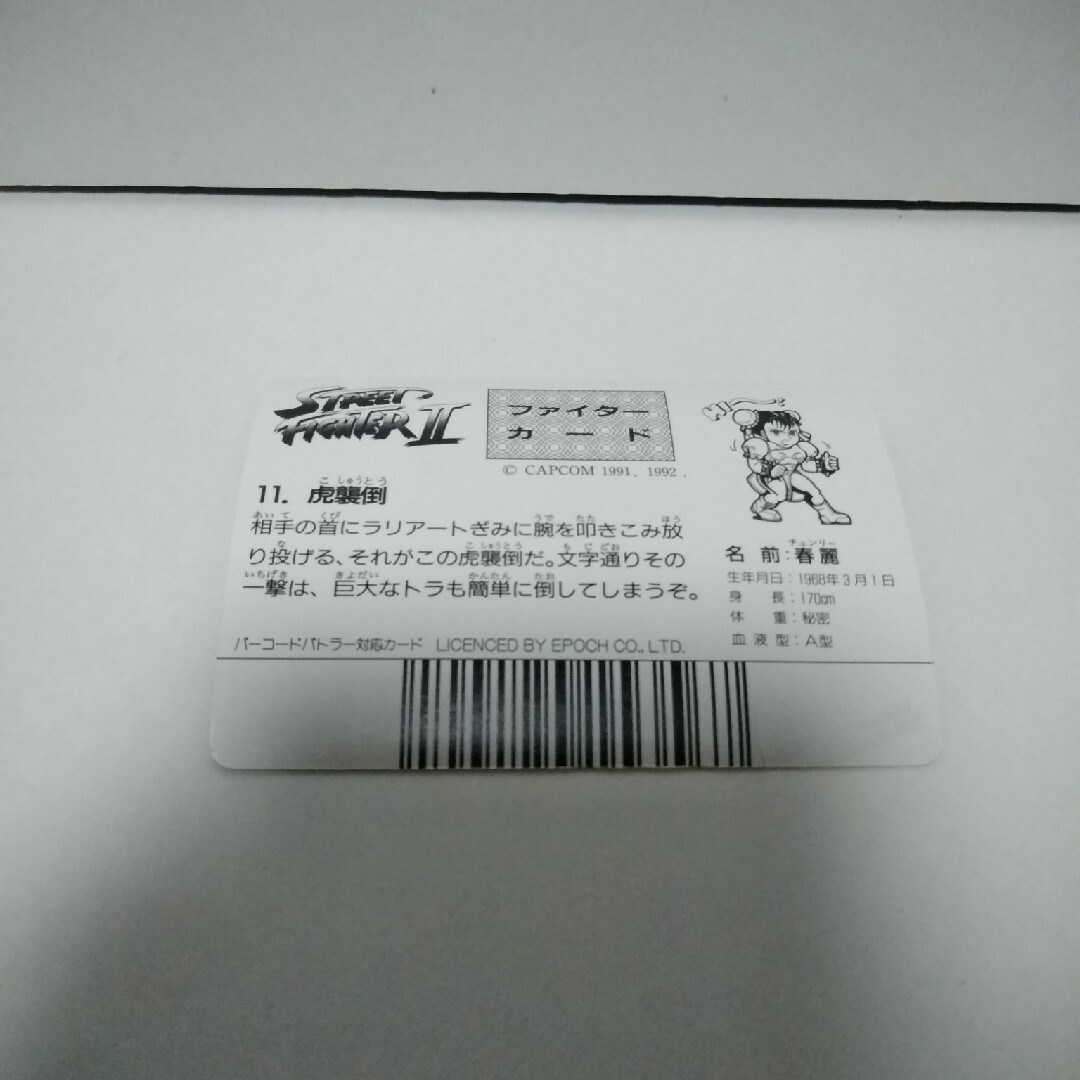 STREET
FIGHTER II
ファイター
カード
© CAPCOM 1991, 1992.
11. 虎襲倒
相手の首にラリアートぎみに腕を叩きこみ放
り投げる、それがこの虎襲倒だ。文字通りその
一撃は、巨大なトラも簡単に倒してしまうぞ。
バーコードバトラー対応カード LICENCED BY EPOCH CO., LTD.
名前:春麗
生年月日:1968年3月1日
身長:170cm
体重:秘密
血液型:A型